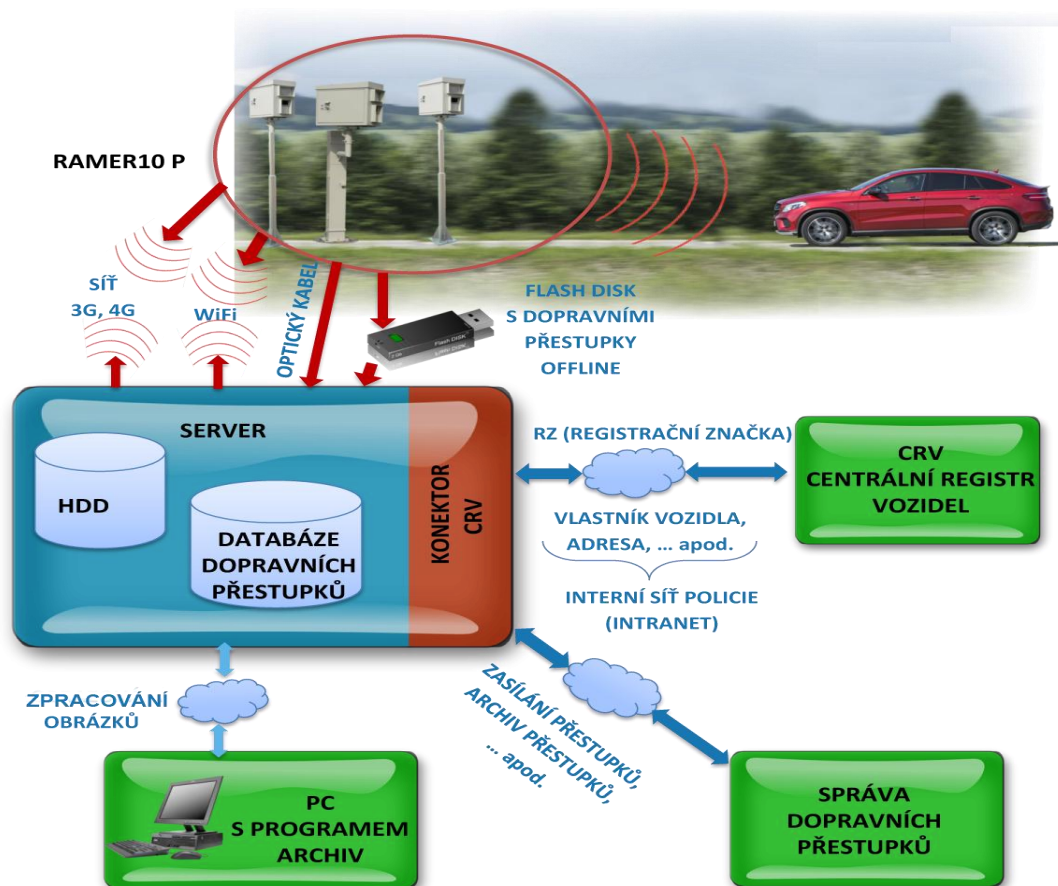 RAMER10 P
SÍŤ
3G, 4G
WiFi
OPTICKÝ KABEL
FLASH DISK
S DOPRAVNÍMI
PŘESTUPKY
OFFLINE
Flash DISK
SERVER
HDD
DATABÁZE
DOPRAVNÍCH
PŘESTUPKŮ
KONEKTOR
CRV
RZ (REGISTRAČNÍ ZNAČKA)
VLASTNÍK VOZIDLA,
ADRESA, ... apod.
INTERNÍ SÍŤ POLICIE
(INTRANET)
CRV
CENTRÁLNÍ REGISTR
VOZIDEL
ZPRACOVÁNÍ
OBRÁZKŮ
ZASÍLÁNÍ PŘESTUPKŮ,
ARCHIV PŘESTUPKŮ,
... apod.
PC
S PROGRAMEM
ARCHIV
SPRÁVA
DOPRAVNÍCH
PŘESTUPKŮ